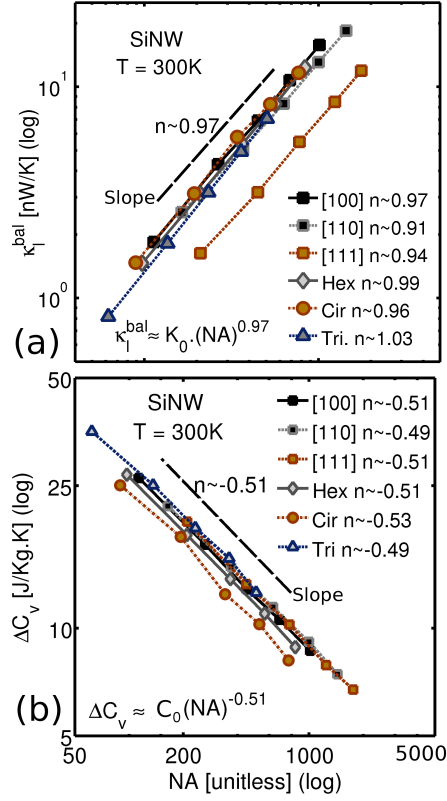 (a)
κ_l^bal [nW/K] (log)
10^1
10^0
SiNW
T = 300K
n~0.97
Slope
[100] n~0.97
[110] n~0.91
[111] n~0.94
Hex n~0.99
Cir n~0.96
Tri. n~1.03
κ_l^bal ≈ K_0.(NA)^0.97
(b)
ΔC_v [J/Kg.K] (log)
50
25
10
5
SiNW
T = 300K
n~-0.51
Slope
[100] n~-0.51
[110] n~-0.49
[111] n~-0.51
Hex n~-0.51
Cir n~-0.53
Tri n~-0.49
ΔC_v ≈ C_0(NA)^-0.51
50 200 1000 5000
NA [unitless] (log)